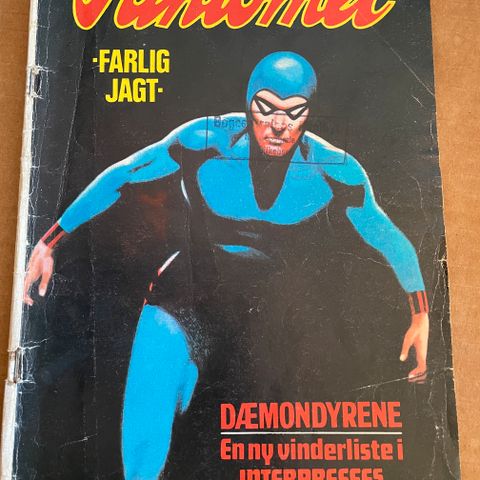 Fantomet
-FARLIG
JAGT-
DÆMONDYRENE
En ny vinderliste i